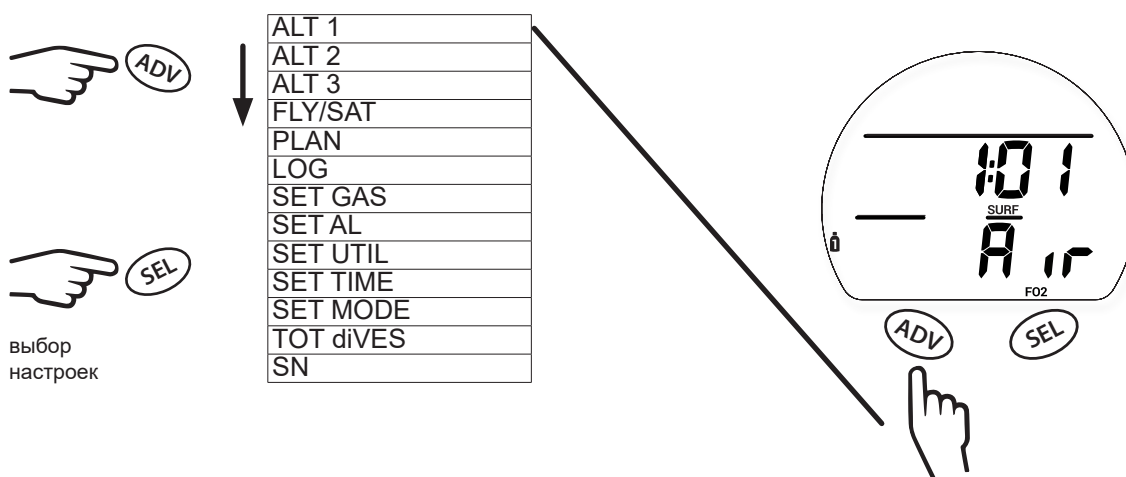 ADV
ALT 1
ALT 2
ALT 3
FLY/SAT
PLAN
LOG
SET GAS
SET AL
SET UTIL
SET TIME
SET MODE
TOT diVES
SN
SEL
выбор
настроек
1:01
SURF
1
Air
FO2
ADV
SEL